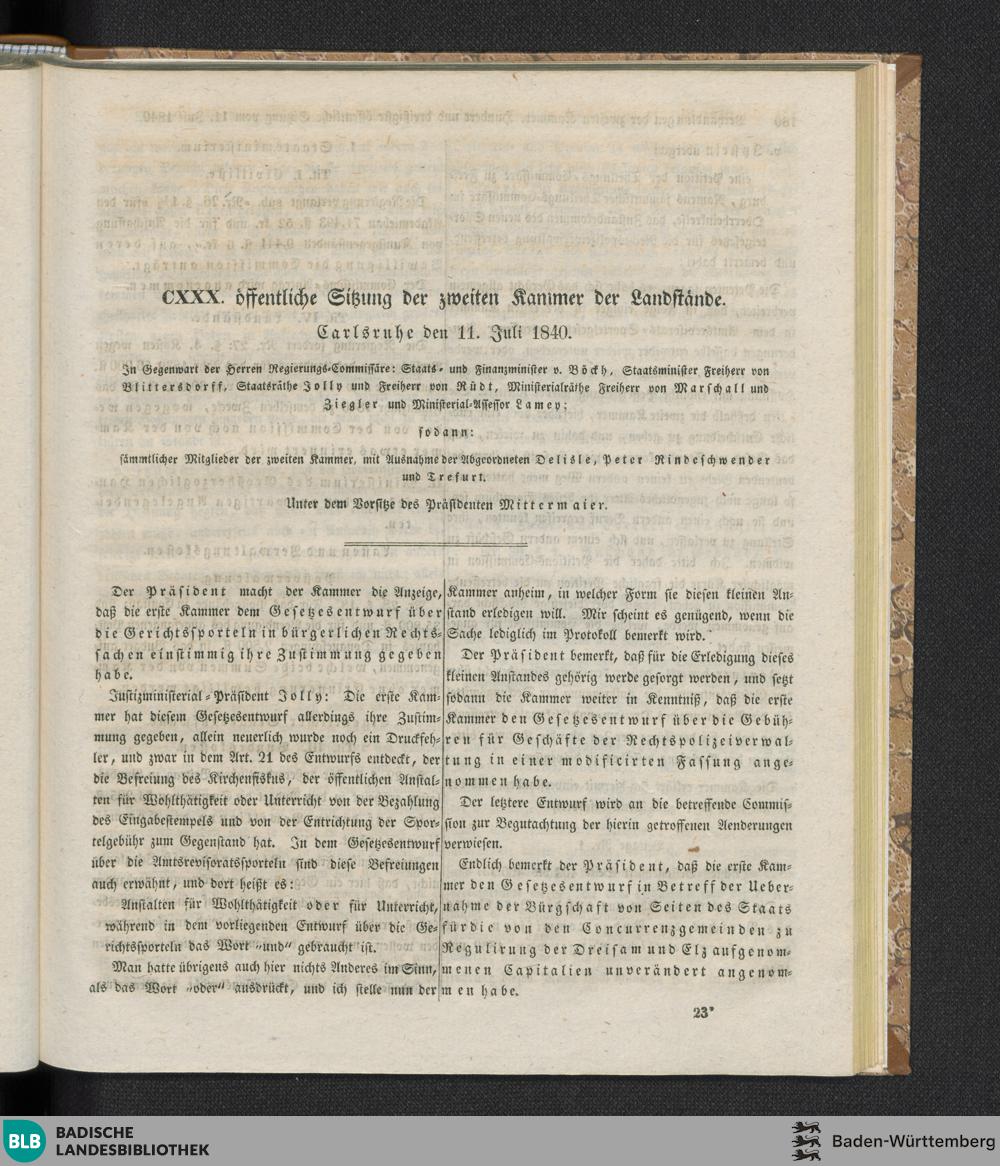 CXXX. öffentliche Sitzung der zweiten Kammer der Landstände.
Carlsruhe den 11. Juli 1840.
In Gegenwart der Herren Regierungs-Commissäre: Staats- und Finanzminister v. Böckh, Staatsminister Freiherr von
Blittersdorff, Staatsräthe Jolly und Freiherr von Rüdt, Ministerialräthe Freiherr von Marschall und
Ziegler und Ministerial-Assessor Lamey;
sodann:
sämmtlicher Mitglieder der zweiten Kammer, mit Ausnahme der Abgeordneten Delisle, Peter Rindeschwender
und Trefurt.
Unter dem Vorsitze des Präsidenten Mittermaier.
Der Präsident macht der Kammer die Anzeige,
daß die erste Kammer dem Gesetzesentwurf über
die Gerichtssporteln in bürgerlichen Rechts-
sachen einstimmig ihre Zustimmung gegeben
habe.
Justizministerial-Präsident Jolly: Die erste Kam-
mer hat diesem Gesetzesentwurf allerdings ihre Zustim-
mung gegeben, allein neuerlich wurde noch ein Druckfeh-
ler, und zwar in dem Art. 21 des Entwurfs entdeckt, der
die Befreiung des Kirchenfiskus, der öffentlichen Anstal-
ten für Wohlthätigkeit oder Unterricht von der Bezahlung
des Eingabestempels und von der Entrichtung der Spor-
telgebühr zum Gegenstand hat. In dem Gesetzesentwurf
über die Amtsrevisoratssporteln sind diese Befreiungen
auch erwähnt, und dort heißt es:
Anstalten für Wohlthätigkeit oder für Unterricht,
während in dem vorliegenden Entwurf über die Ge-
richtssporteln das Wort „und“ gebraucht ist.
Man hatte übrigens auch hier nichts Anderes im Sinn,
als das Wort „oder“ ausdrückt, und ich stelle nun der
Kammer anheim, in welcher Form sie diesen kleinen An-
stand erledigen will. Mir scheint es genügend, wenn die
Sache lediglich im Protokoll bemerkt wird.
Der Präsident bemerkt, daß für die Erledigung dieses
kleinen Anstandes gehörig werde gesorgt werden, und setzt
sodann die Kammer weiter in Kenntniß, daß die erste
Kammer den Gesetzesentwurf über die Gebüh-
ren für Geschäfte der Rechtspolizeiverwal-
tung in einer modificirten Fassung ange-
nommen habe.
Der letztere Entwurf wird an die betreffende Commis-
sion zur Begutachtung der hierin getroffenen Aenderungen
verwiesen.
Endlich bemerkt der Präsident, daß die erste Kam-
mer den Gesetzesentwurf in Betreff der Ueber-
nahme der Bürgschaft von Seiten des Staats
für die von den Concurrenzgemeinden zu
Regulirung der Dreisam und Elz aufgenom-
menen Capitalien unverändert angenom-
men habe.
23*
BLB BADISCHE
LANDESBIBLIOTHEK
Baden-Württemberg